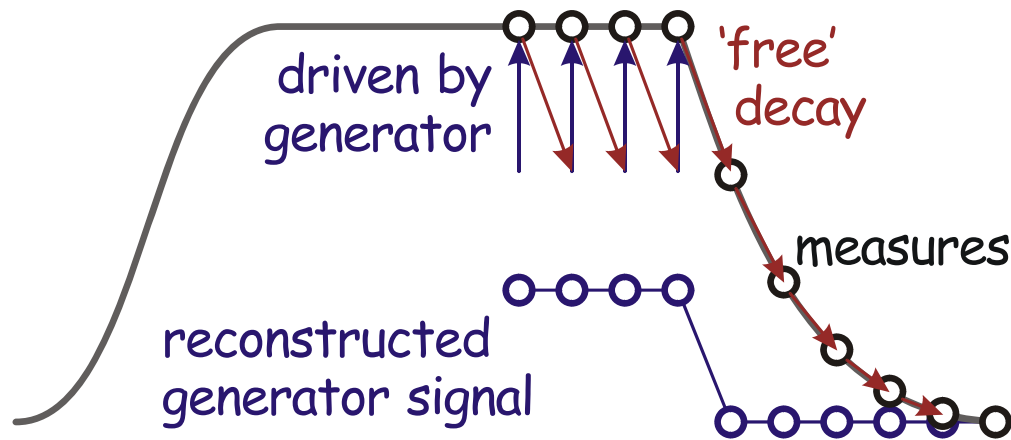 'free'
decay
driven by
generator
measures
reconstructed
generator signal